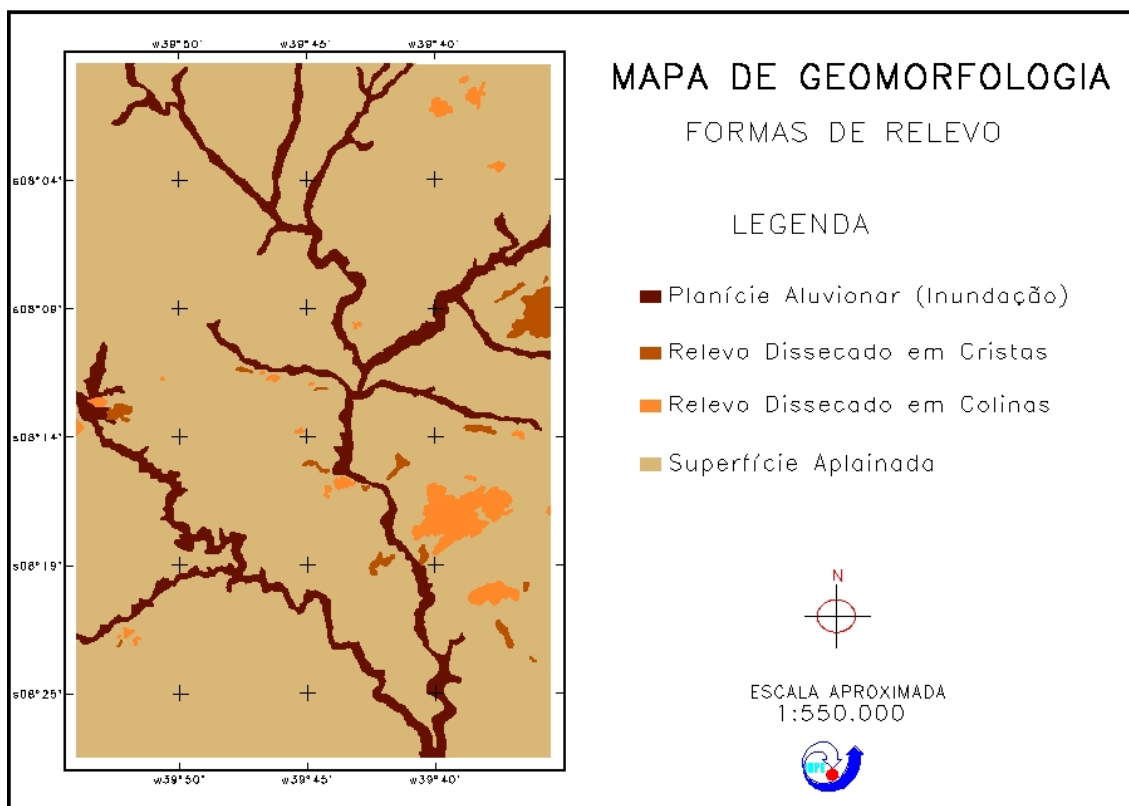 w39°50' w39°45' w39°40'
MAPA DE GEOMORFOLOGIA
FORMAS DE RELEVO
s08°04'
LEGENDA
Planície Aluvionar (Inundação)
s08°09'
Relevo Dissecado em Cristas
Relevo Dissecado em Colinas
s08°14'
Superfície Aplainada
s08°19'
N
s08°25'
ESCALA APROXIMADA
1:550.000
w39°50' w39°45' w39°40'